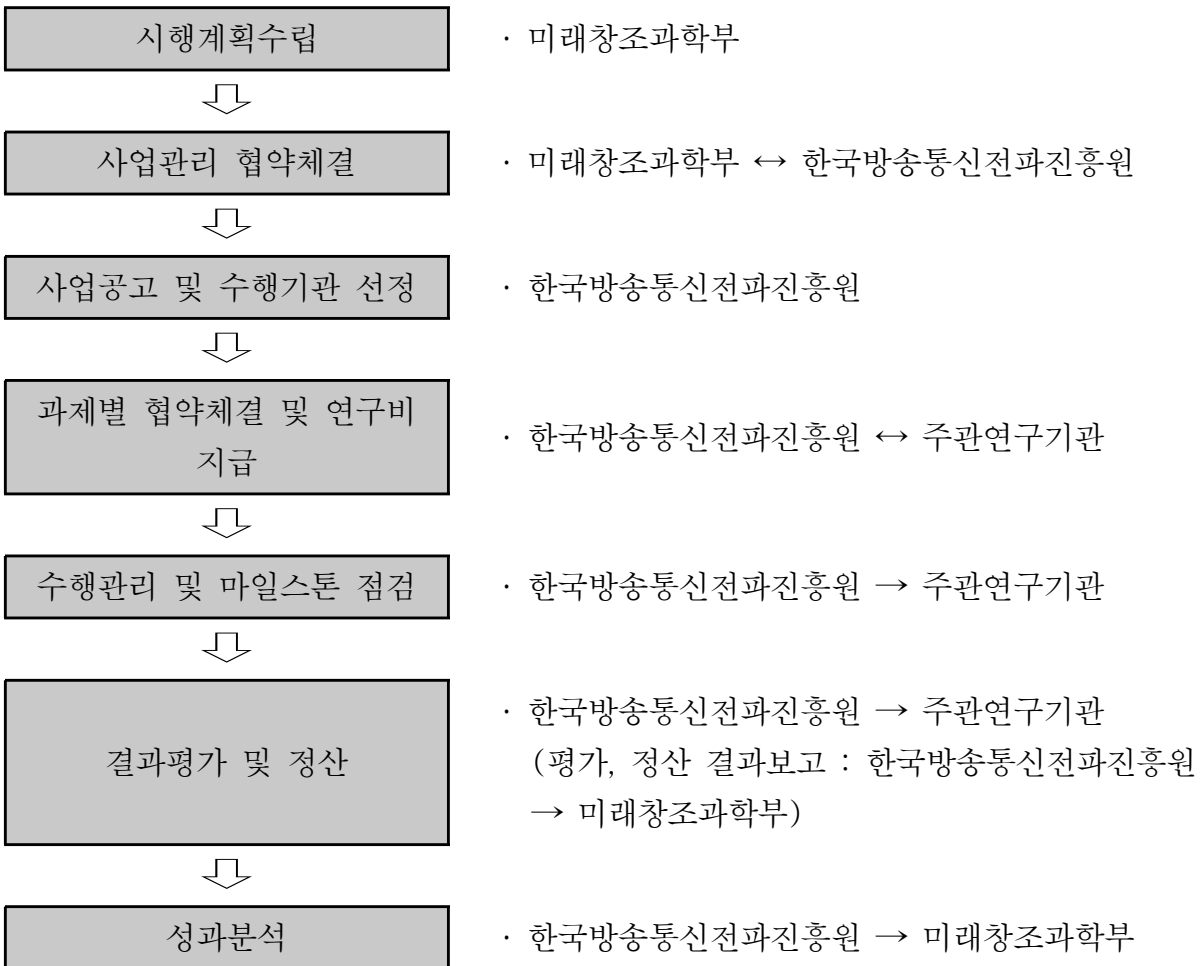 시행계획수립 · 미래창조과학부
사업관리 협약체결 · 미래창조과학부 ↔ 한국방송통신전파진흥원
사업공고 및 수행기관 선정 · 한국방송통신전파진흥원
과제별 협약체결 및 연구비
지급
· 한국방송통신전파진흥원 ↔ 주관연구기관
수행관리 및 마일스톤 점검 · 한국방송통신전파진흥원 → 주관연구기관
결과평가 및 정산
· 한국방송통신전파진흥원 → 주관연구기관
(평가, 정산 결과보고 : 한국방송통신전파진흥원
→ 미래창조과학부)
성과분석 · 한국방송통신전파진흥원 → 미래창조과학부